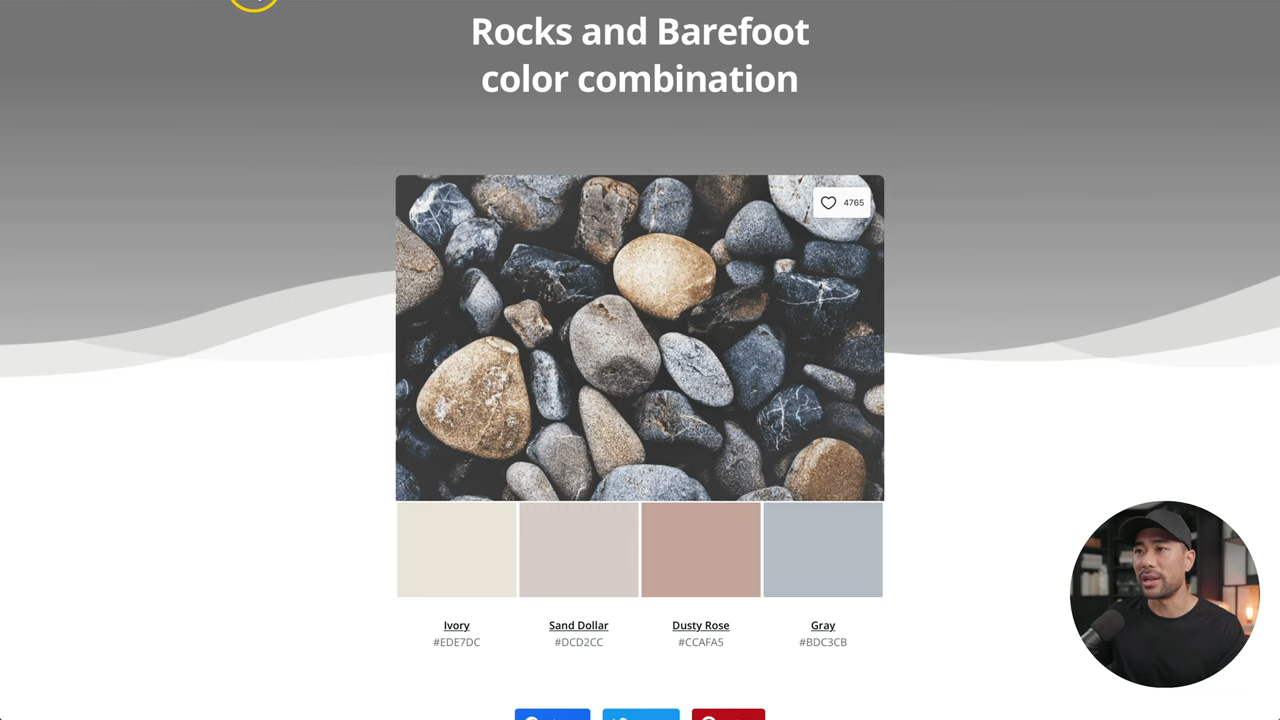 Rocks and Barefoot
color combination
4765
Ivory
#EDE7DC
Sand Dollar
#DCD2CC
Dusty Rose
#CCAFA5
Gray
#BDC3CB